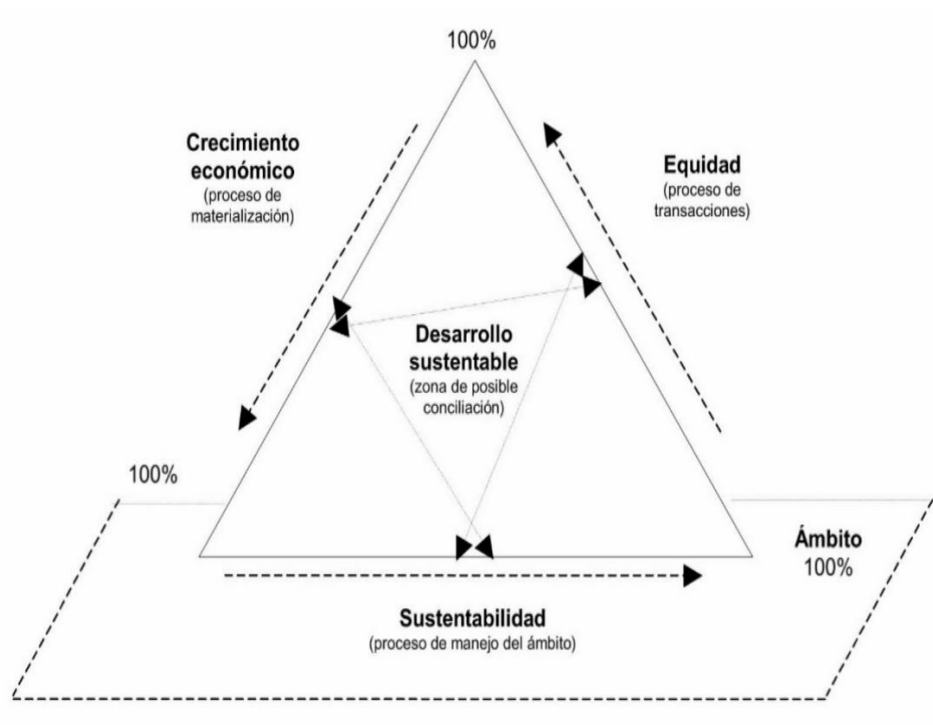 100%
Crecimiento
económico
(proceso de
materialización)
Equidad
(proceso de
transacciones)
Desarrollo
sustentable
(zona de posible
conciliación)
100%
Ámbito
100%
Sustentabilidad
(proceso de manejo del ámbito)